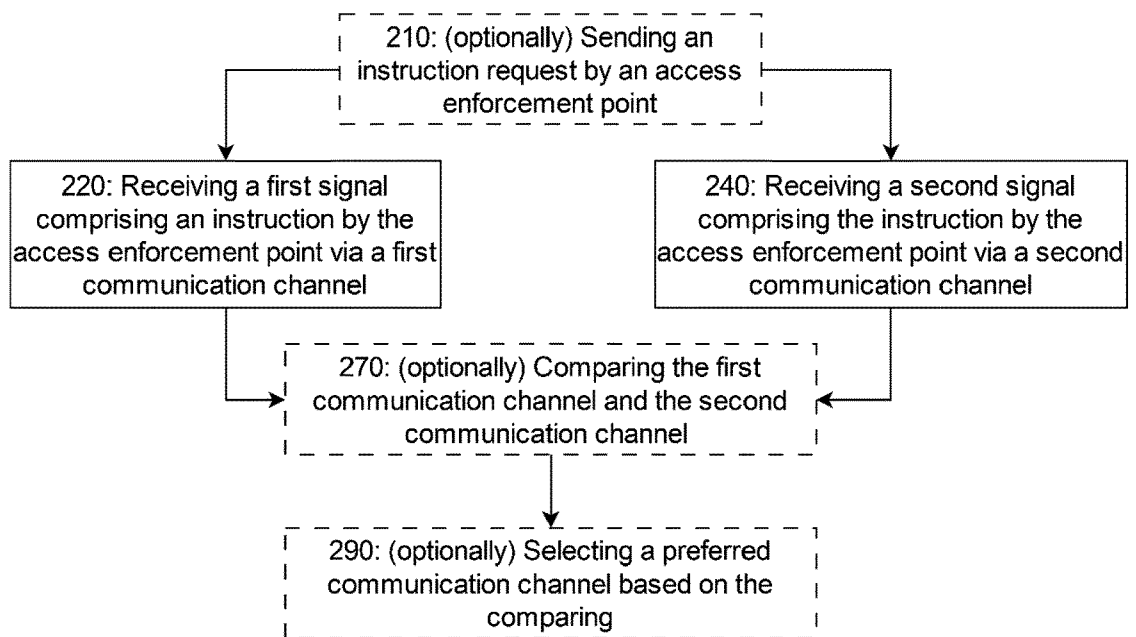 210: (optionally) Sending an
instruction request by an access
enforcement point
220: Receiving a first signal
comprising an instruction by the
access enforcement point via a first
communication channel
240: Receiving a second signal
comprising the instruction by the
access enforcement point via a second
communication channel
270: (optionally) Comparing the first
communication channel and the second
communication channel
290: (optionally) Selecting a preferred
communication channel based on the
comparing